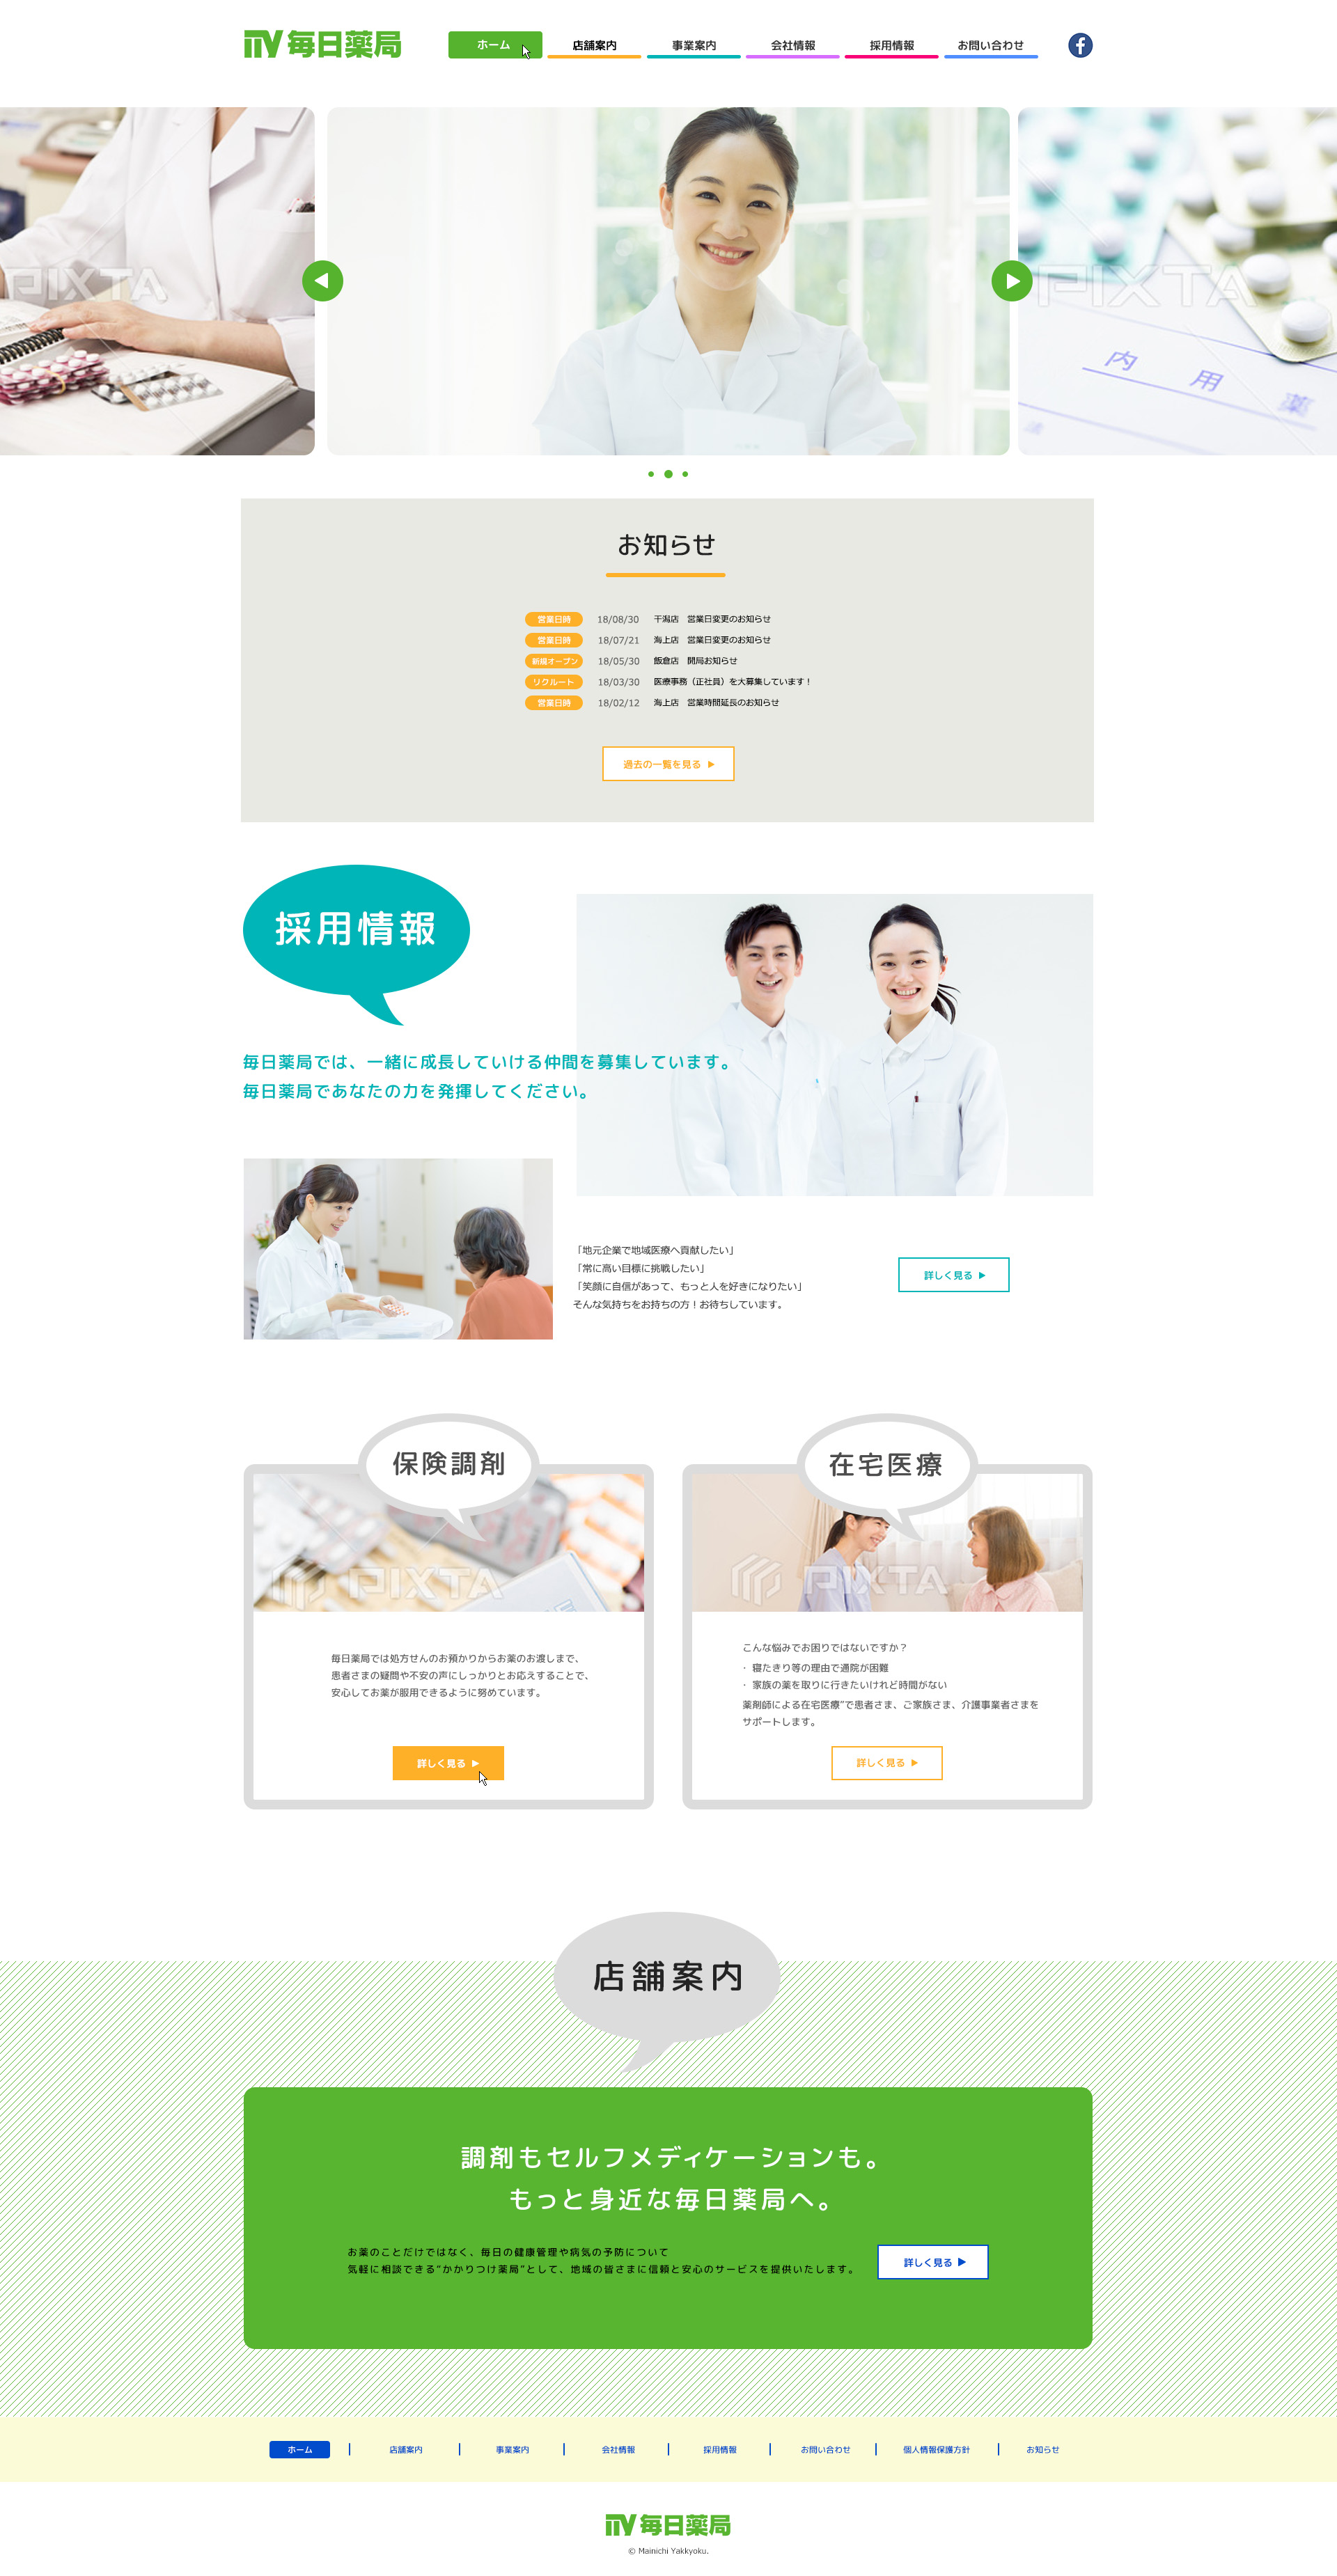 毎日薬局
ホーム
店舗案内
事業案内
会社情報
採用情報
お問い合わせ
PIXTA
PIXTA
内用薬
お知らせ
営業日時 18/08/30 干潟店　営業日変更のお知らせ
営業日時 18/07/21 海上店　営業日変更のお知らせ
新規オープン 18/05/30 飯倉店　開局お知らせ
リクルート 18/03/30 医療事務（正社員）を大募集しています！
営業日時 18/02/12 海上店　営業時間延長のお知らせ
過去の一覧を見る ▶
採用情報
毎日薬局では、一緒に成長していける仲間を募集しています。
毎日薬局であなたの力を発揮してください。
「地元企業で地域医療へ貢献したい」
「常に高い目標に挑戦したい」
「笑顔に自信があって、もっと人を好きになりたい」
そんな気持ちをお持ちの方！お待ちしています。
詳しく見る ▶
保険調剤
PIXTA
毎日薬局では処方せんのお預かりからお薬のお渡しまで、
患者さまの疑問や不安の声にしっかりとお応えすることで、
安心してお薬が服用できるように努めています。
詳しく見る ▶
在宅医療
PIXTA
こんな悩みでお困りではないですか？
・ 寝たきり等の理由で通院が困難
・ 家族の薬を取りに行きたいけれど時間がない
薬剤師による在宅医療”で患者さま、ご家族さま、介護事業者さまを
サポートします。
詳しく見る ▶
店舗案内
調剤もセルフメディケーションも。
もっと身近な毎日薬局へ。
お薬のことだけではなく、毎日の健康管理や病気の予防について
気軽に相談できる“かかりつけ薬局”として、地域の皆さまに信頼と安心のサービスを提供いたします。
詳しく見る ▶
ホーム
店舗案内
事業案内
会社情報
採用情報
お問い合わせ
個人情報保護方針
お知らせ
毎日薬局
© Mainichi Yakkyoku.